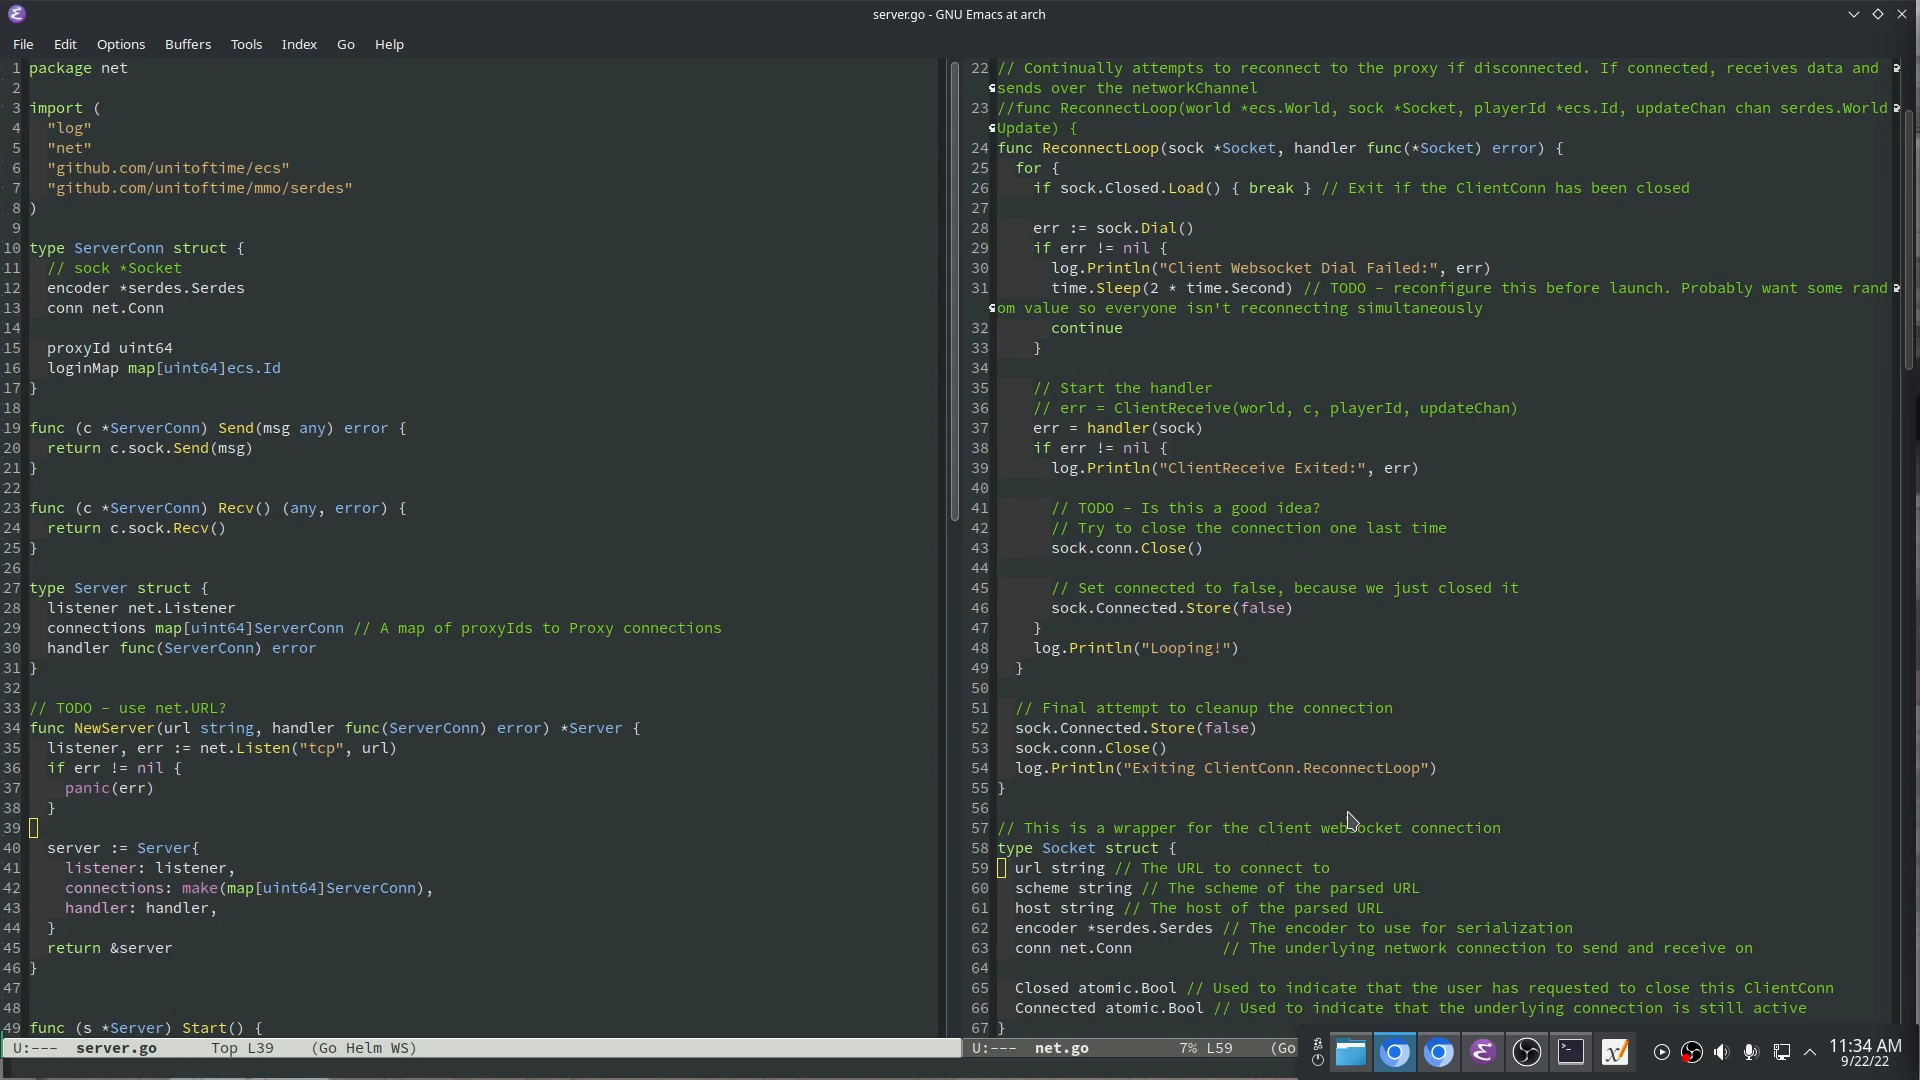 server.go - GNU Emacs at arch
File Edit Options Buffers Tools Index Go Help
1 package net
2
3 import (
4 "log"
5 "net"
6 "github.com/unitoftime/ecs"
7 "github.com/unitoftime/mmo/serdes"
8 )
9
10 type ServerConn struct {
11 // sock *Socket
12 encoder *serdes.Serdes
13 conn net.Conn
14
15 proxyId uint64
16 loginMap map[uint64]ecs.Id
17 }
18
19 func (c *ServerConn) Send(msg any) error {
20 return c.sock.Send(msg)
21 }
22
23 func (c *ServerConn) Recv() (any, error) {
24 return c.sock.Recv()
25 }
26
27 type Server struct {
28 listener net.Listener
29 connections map[uint64]ServerConn // A map of proxyIds to Proxy connections
30 handler func(ServerConn) error
31 }
32
33 // TODO - use net.URL?
34 func NewServer(url string, handler func(ServerConn) error) *Server {
35 listener, err := net.Listen("tcp", url)
36 if err != nil {
37 panic(err)
38 }
39
40 server := Server{
41 listener: listener,
42 connections: make(map[uint64]ServerConn),
43 handler: handler,
44 }
45 return &server
46 }
47
48
49 func (s *Server) Start() {
U:--- server.go Top L39 (Go Helm WS)
22 // Continually attempts to reconnect to the proxy if disconnected. If connected, receives data and
sends over the networkChannel
23 //func ReconnectLoop(world *ecs.World, sock *Socket, playerId *ecs.Id, updateChan chan serdes.World
Update) {
24 func ReconnectLoop(sock *Socket, handler func(*Socket) error) {
25 for {
26 if sock.Closed.Load() { break } // Exit if the ClientConn has been closed
27
28 err := sock.Dial()
29 if err != nil {
30 log.Println("Client Websocket Dial Failed:", err)
31 time.Sleep(2 * time.Second) // TODO - reconfigure this before launch. Probably want some rand
om value so everyone isn't reconnecting simultaneously
32 continue
33 }
34
35 // Start the handler
36 // err = ClientReceive(world, c, playerId, updateChan)
37 err = handler(sock)
38 if err != nil {
39 log.Println("ClientReceive Exited:", err)
40
41 // TODO - Is this a good idea?
42 // Try to close the connection one last time
43 sock.conn.Close()
44
45 // Set connected to false, because we just closed it
46 sock.Connected.Store(false)
47 }
48 log.Println("Looping!")
49 }
50
51 // Final attempt to cleanup the connection
52 sock.Connected.Store(false)
53 sock.conn.Close()
54 log.Println("Exiting ClientConn.ReconnectLoop")
55 }
56
57 // This is a wrapper for the client websocket connection
58 type Socket struct {
59 url string // The URL to connect to
60 scheme string // The scheme of the parsed URL
61 host string // The host of the parsed URL
62 encoder *serdes.Serdes // The encoder to use for serialization
63 conn net.Conn // The underlying network connection to send and receive on
64
65 Closed atomic.Bool // Used to indicate that the user has requested to close this ClientConn
66 Connected atomic.Bool // Used to indicate that the underlying connection is still active
67 }
U:--- net.go 7% L59 (Go
11:34 AM
9/22/22